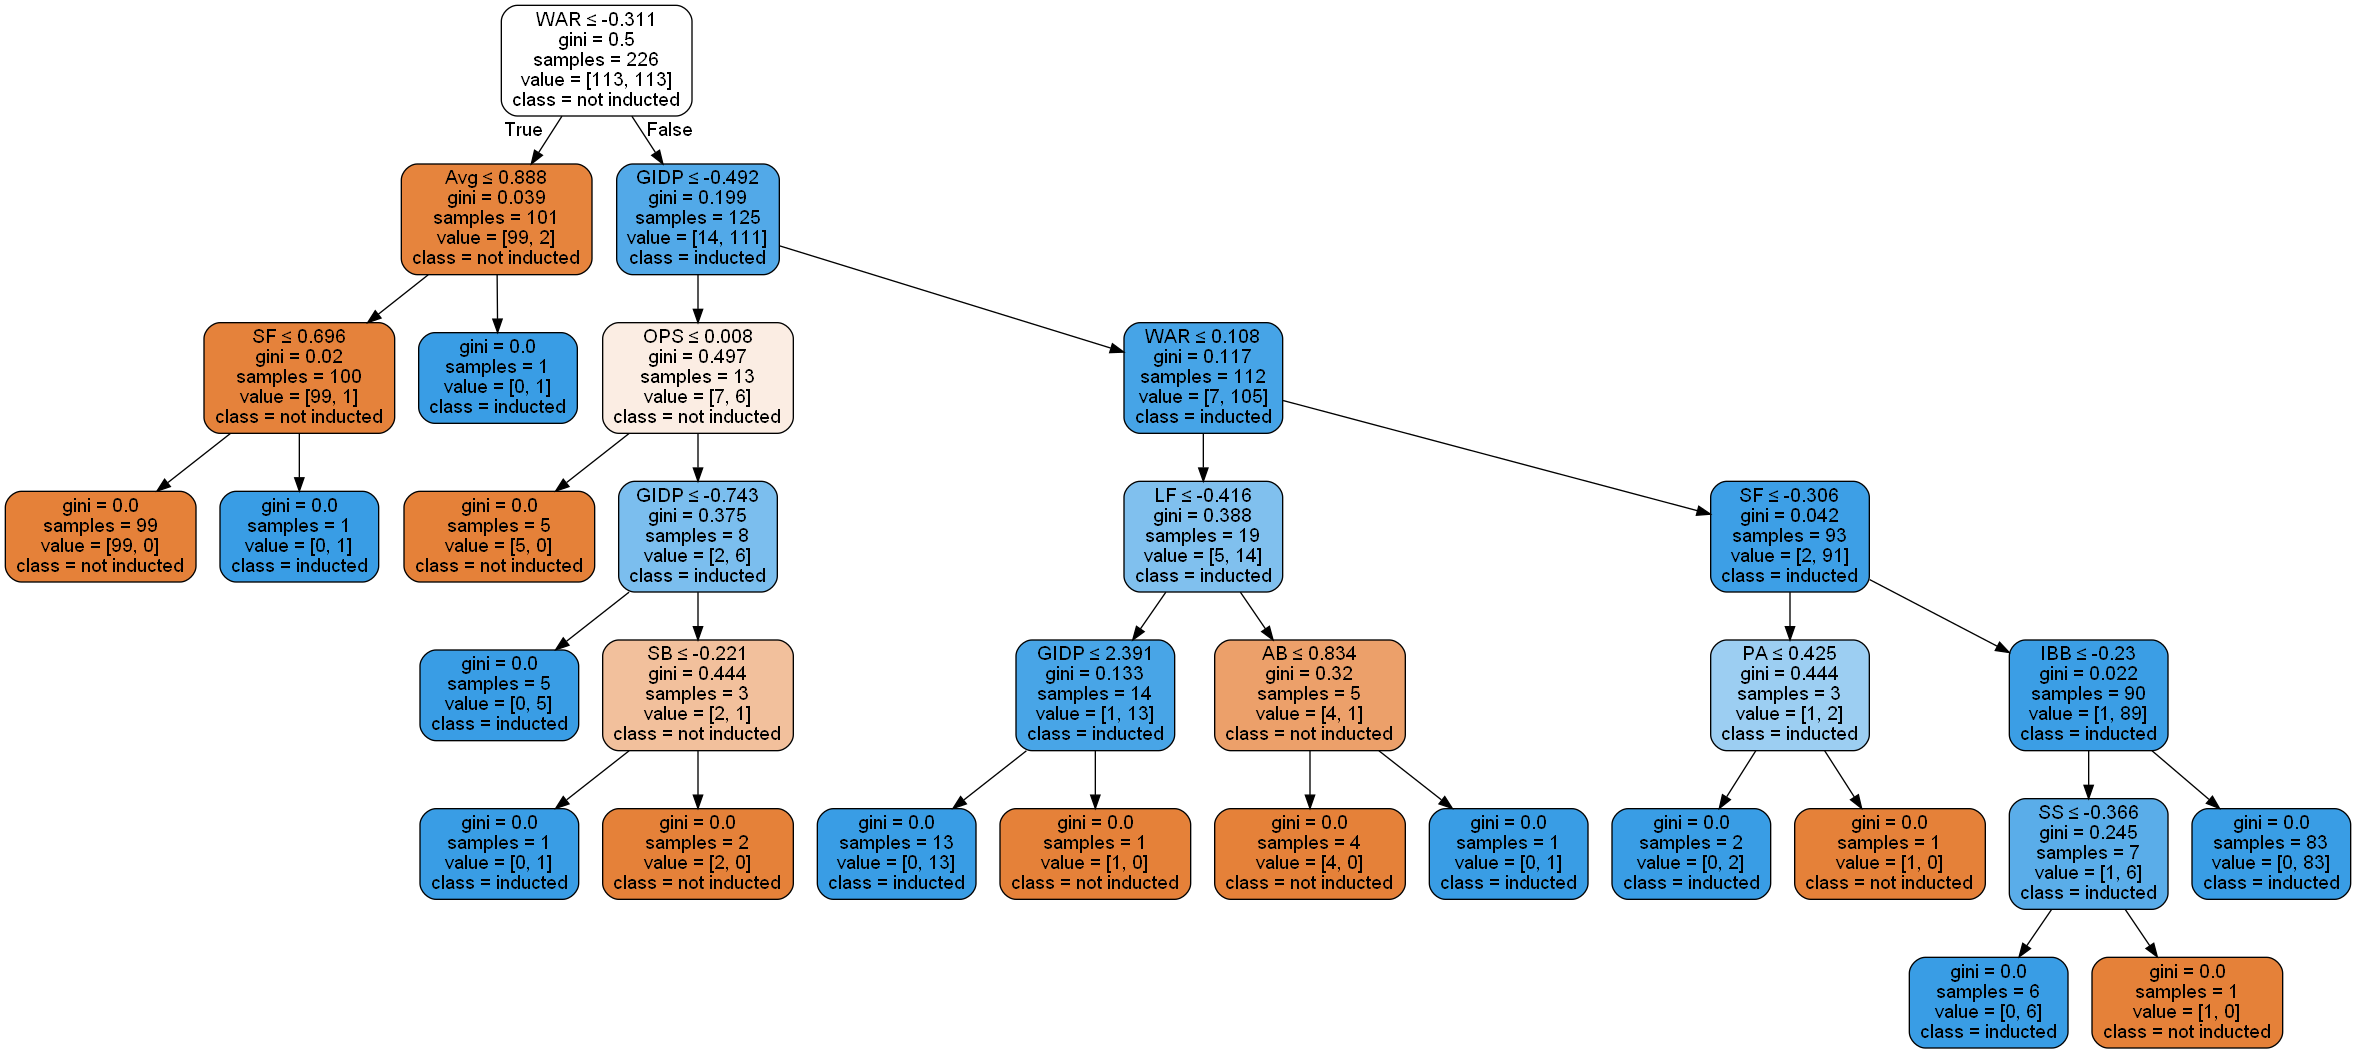 WAR ≤ -0.311
gini = 0.5
samples = 226
value = [113, 113]
class = not inducted
True
False
Avg ≤ 0.888
gini = 0.039
samples = 101
value = [99, 2]
class = not inducted
GIDP ≤ -0.492
gini = 0.199
samples = 125
value = [14, 111]
class = inducted
SF ≤ 0.696
gini = 0.02
samples = 100
value = [99, 1]
class = not inducted
gini = 0.0
samples = 1
value = [0, 1]
class = inducted
OPS ≤ 0.008
gini = 0.497
samples = 13
value = [7, 6]
class = not inducted
WAR ≤ 0.108
gini = 0.117
samples = 112
value = [7, 105]
class = inducted
gini = 0.0
samples = 99
value = [99, 0]
class = not inducted
gini = 0.0
samples = 1
value = [0, 1]
class = inducted
gini = 0.0
samples = 5
value = [5, 0]
class = not inducted
GIDP ≤ -0.743
gini = 0.375
samples = 8
value = [2, 6]
class = inducted
LF ≤ -0.416
gini = 0.388
samples = 19
value = [5, 14]
class = inducted
SF ≤ -0.306
gini = 0.042
samples = 93
value = [2, 91]
class = inducted
gini = 0.0
samples = 5
value = [0, 5]
class = inducted
SB ≤ -0.221
gini = 0.444
samples = 3
value = [2, 1]
class = not inducted
GIDP ≤ 2.391
gini = 0.133
samples = 14
value = [1, 13]
class = inducted
AB ≤ 0.834
gini = 0.32
samples = 5
value = [4, 1]
class = not inducted
PA ≤ 0.425
gini = 0.444
samples = 3
value = [1, 2]
class = inducted
IBB ≤ -0.23
gini = 0.022
samples = 90
value = [1, 89]
class = inducted
gini = 0.0
samples = 1
value = [0, 1]
class = inducted
gini = 0.0
samples = 2
value = [2, 0]
class = not inducted
gini = 0.0
samples = 13
value = [0, 13]
class = inducted
gini = 0.0
samples = 1
value = [1, 0]
class = not inducted
gini = 0.0
samples = 4
value = [4, 0]
class = not inducted
gini = 0.0
samples = 1
value = [0, 1]
class = inducted
gini = 0.0
samples = 2
value = [0, 2]
class = inducted
gini = 0.0
samples = 1
value = [1, 0]
class = not inducted
SS ≤ -0.366
gini = 0.245
samples = 7
value = [1, 6]
class = inducted
gini = 0.0
samples = 83
value = [0, 83]
class = inducted
gini = 0.0
samples = 6
value = [0, 6]
class = inducted
gini = 0.0
samples = 1
value = [1, 0]
class = not inducted